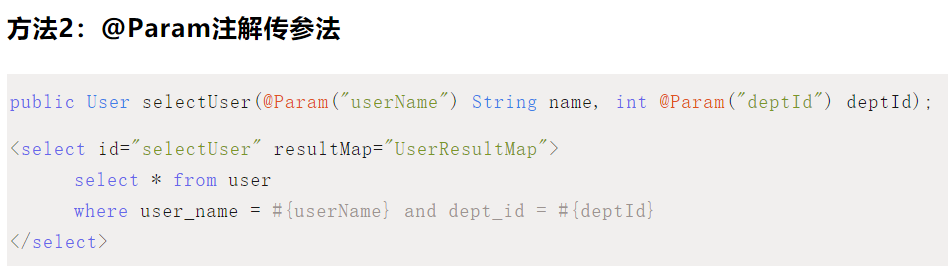 方法2：@Param注解传参法
public User selectUser(@Param("userName") String name, int @Param("deptId") deptId);
<select id="selectUser" resultMap="UserResultMap">
select * from user
where user_name = #{userName} and dept_id = #{deptId}
</select>